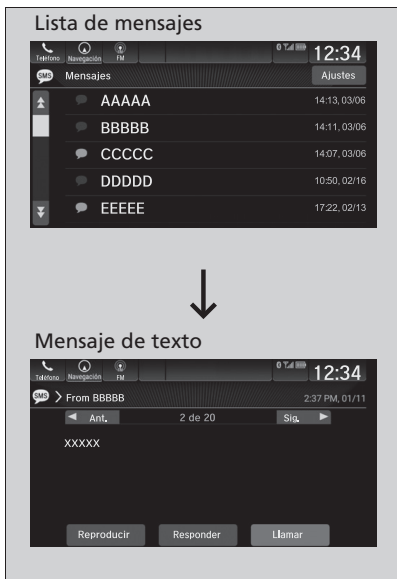 Lista de mensajes
Teléfono Navegación FM 12:34
SMS Mensajes Ajustes
AAAAA 14:13, 03/06
BBBBB 14:11, 03/06
CCCCC 14:07, 03/06
DDDDD 10:50, 02/16
EEEEE 17:22, 02/13
Mensaje de texto
Teléfono Navegación FM 12:34
SMS From BBBBB 2:37 PM, 01/11
Ant. 2 de 20 Sig.
XXXXX
Reproducir Responder Llamar